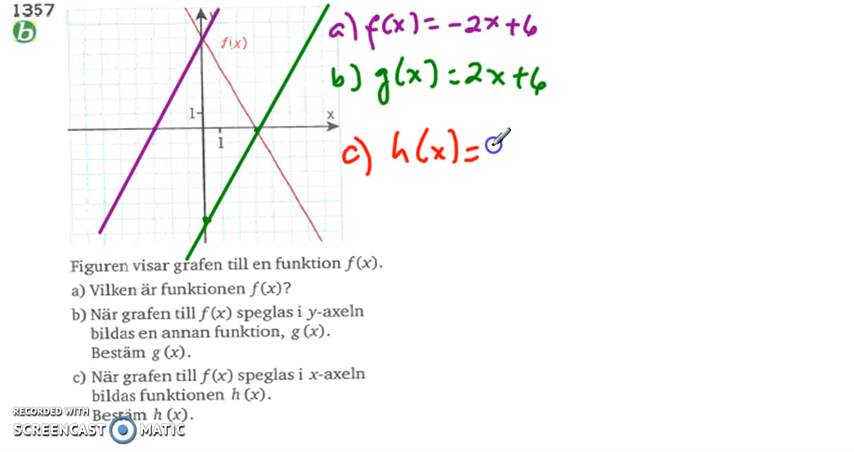 1357
b
y
f(x)
1
x
1
a) f(x) = -2x+6
b) g(x) = 2x+6
c) h(x) =
Figuren visar grafen till en funktion f(x).
a) Vilken är funktionen f(x)?
b) När grafen till f(x) speglas i y-axeln
bildas en annan funktion, g(x).
Bestäm g(x).
c) När grafen till f(x) speglas i x-axeln
bildas funktionen h(x).
Bestäm h(x).
RECORDED WITH
SCREENCAST MATIC